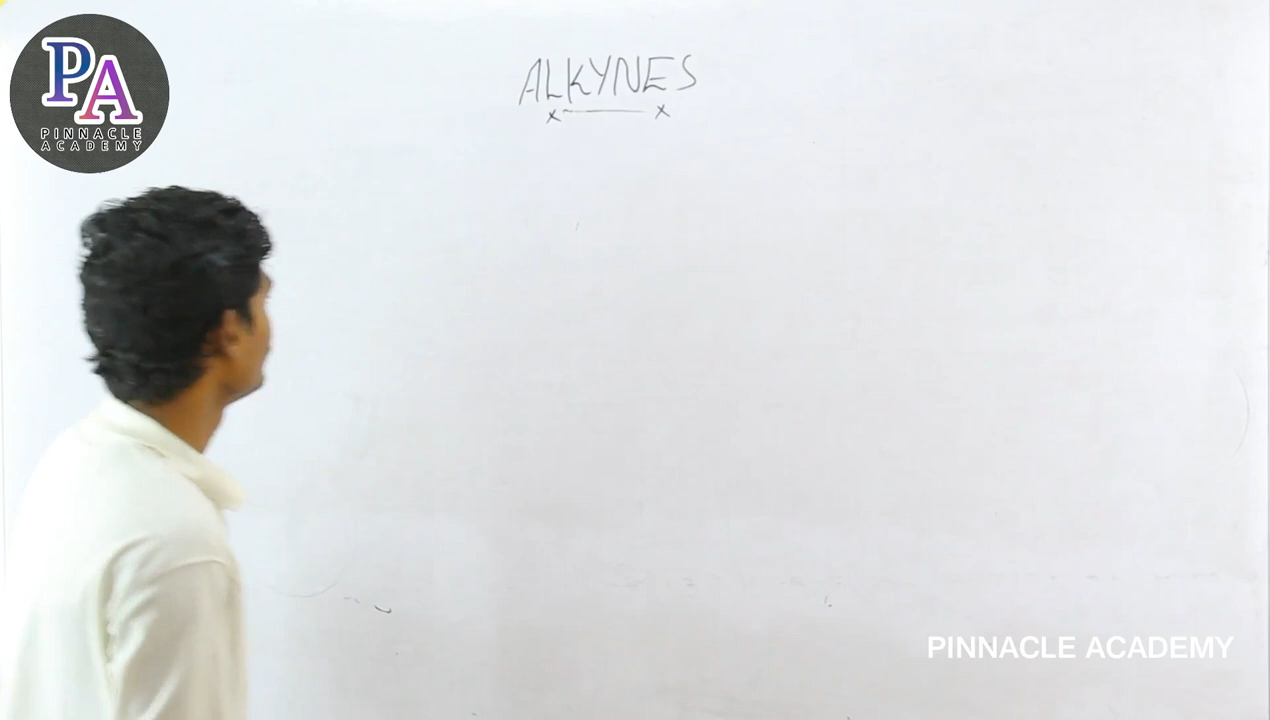 PA
PINNACLE
ACADEMY
ALKYNES
x x
PINNACLE ACADEMY